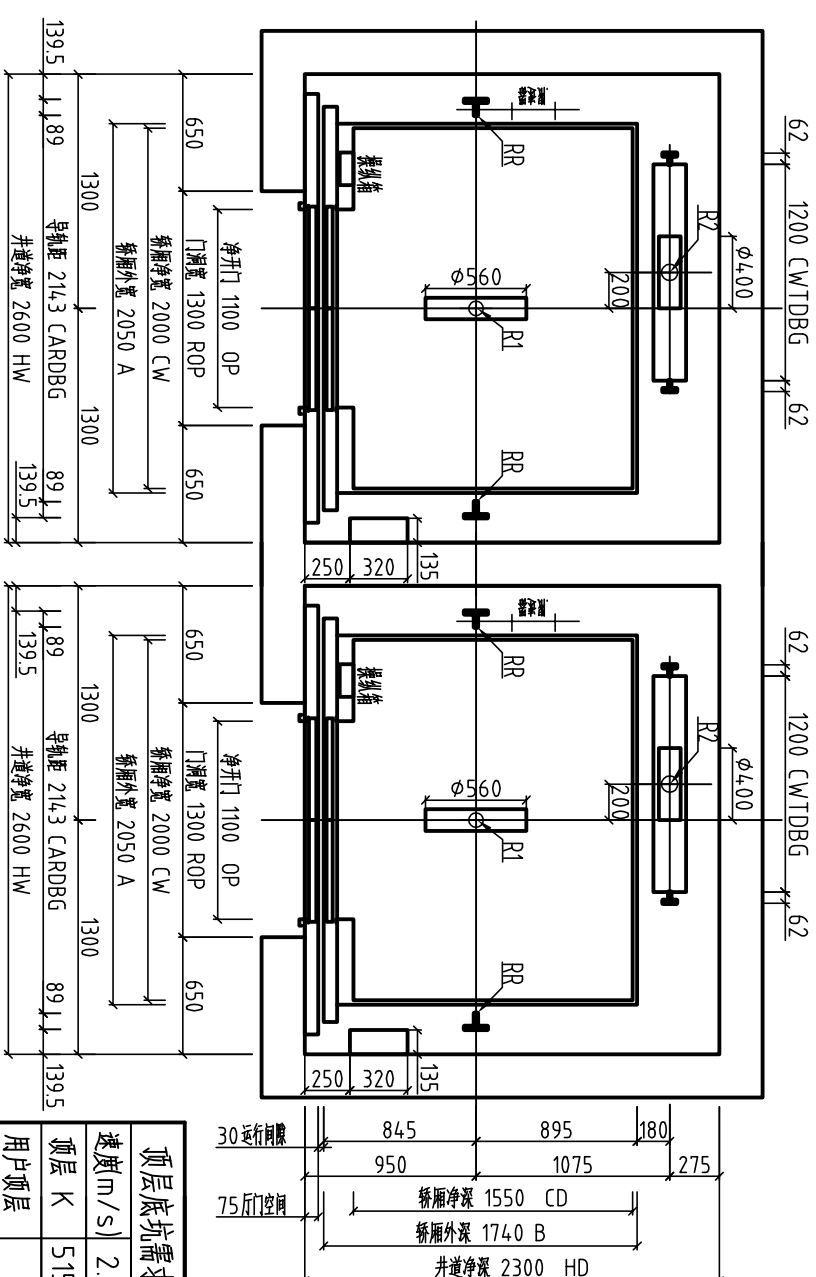 62
1200 CWTDBG
62
Φ400
R2
200
RR
Φ560
R1
RR
操纵箱
135
250
320
净开门 1100 OP
650
门洞宽 1300 ROP
650
轿厢净宽 2000 CW
轿厢外宽 2050 A
1300
1300
139.5
89
导轨距 2143 CARDBG
89
139.5
井道净宽 2600 HW
62
1200 CWTDBG
62
Φ400
R2
200
RR
Φ560
R1
RR
操纵箱
135
250
320
净开门 1100 OP
650
门洞宽 1300 ROP
650
轿厢净宽 2000 CW
轿厢外宽 2050 A
1300
1300
139.5
89
导轨距 2143 CARDBG
89
139.5
井道净宽 2600 HW
30运行间隙
845
895
180
950
1075
275
75厅门空间
轿厢净深 1550 CD
轿厢外深 1740 B
井道净深 2300 HD
顶层底坑需
速度(m/s) 2.
顶层 K 515
用户顶层